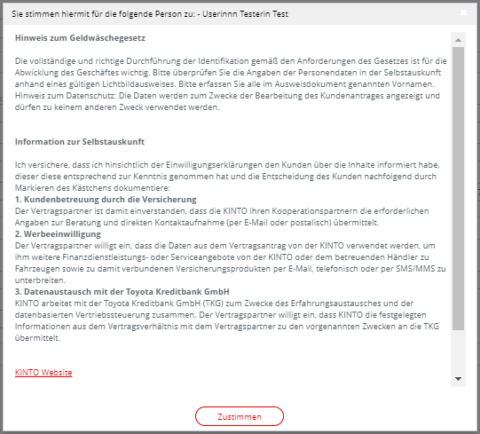 Sie stimmen hiermit für die folgende Person zu: - Userinnn Testerin Test
Hinweis zum Geldwäschegesetz
Die vollständige und richtige Durchführung der Identifikation gemäß den Anforderungen des Gesetzes ist für die
Abwicklung des Geschäftes wichtig. Bitte überprüfen Sie die Angaben der Personendaten in der Selbstauskunft
anhand eines gültigen Lichtbildausweises. Bitte erfassen Sie alle im Ausweisdokument genannten Vornamen.
Hinweis zum Datenschutz: Die Daten werden zum Zwecke der Bearbeitung des Kundenantrages angezeigt und
dürfen zu keinem anderen Zweck verwendet werden.
Information zur Selbstauskunft
Ich versichere, dass ich hinsichtlich der Einwilligungserklärungen den Kunden über die Inhalte informiert habe,
dieser diese entsprechend zur Kenntnis genommen hat und die Entscheidung des Kunden nachfolgend durch
Markieren des Kästchens dokumentiere:
1. Kundenbetreuung durch die Versicherung
Der Vertragspartner ist damit einverstanden, dass die KINTO ihren Kooperationspartnern die erforderlichen
Angaben zur Beratung und direkten Kontaktaufnahme (per E-Mail oder postalisch) übermittelt.
2. Werbeeinwilligung
Der Vertragspartner willigt ein, dass die Daten aus dem Vertragsantrag von der KINTO verwendet werden, um
ihm weitere Finanzdienstleistungs- oder Serviceangebote von der KINTO oder dem betreuenden Händler zu
Fahrzeugen sowie zu damit verbundenen Versicherungsprodukten per E-Mail, telefonisch oder per SMS/MMS zu
unterbreiten.
3. Datenaustausch mit der Toyota Kreditbank GmbH
KINTO arbeitet mit der Toyota Kreditbank GmbH (TKG) zum Zwecke des Erfahrungsaustausches und der
datenbasierten Vertriebssteuerung zusammen. Der Vertragspartner willigt ein, dass KINTO die festgelegten
Informationen aus dem Vertragsverhältnis mit dem Vertragspartner zu den vorgenannten Zwecken an die TKG
übermittelt.
KINTO Website
Zustimmen